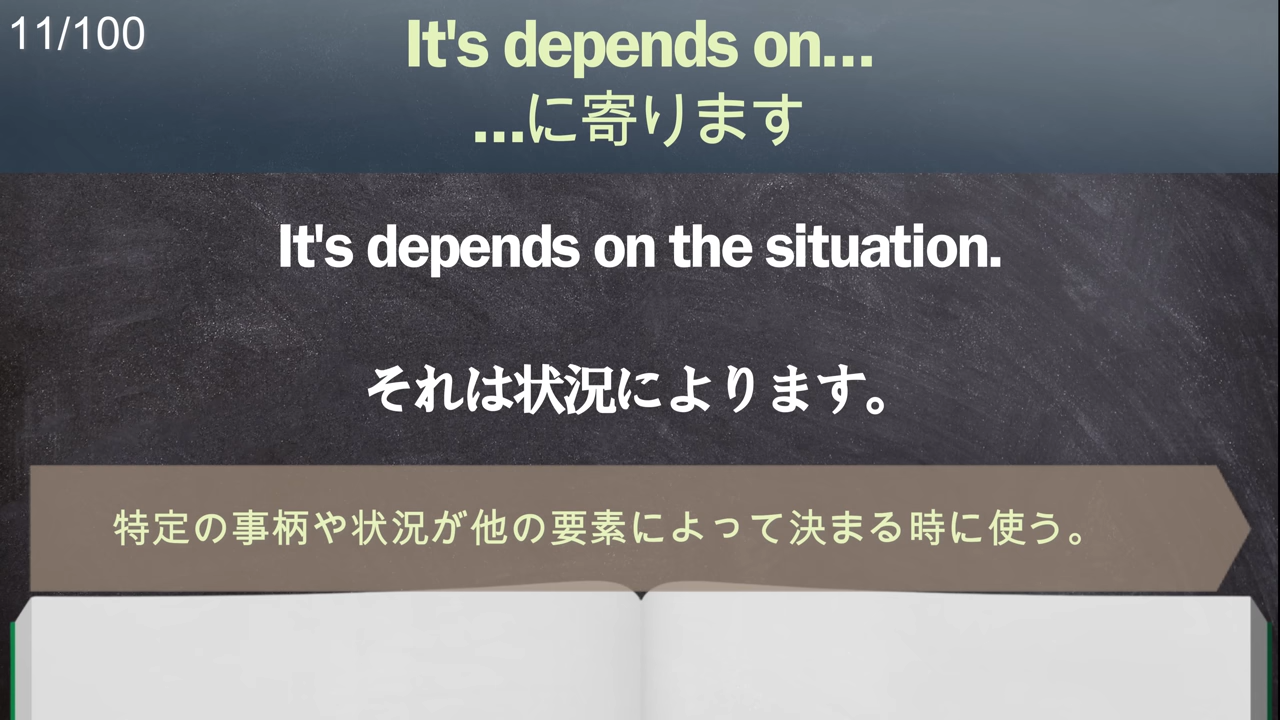 11/100
It's depends on...
...に寄ります
It's depends on the situation.
それは状況によります。
特定の事柄や状況が他の要素によって決まる時に使う。